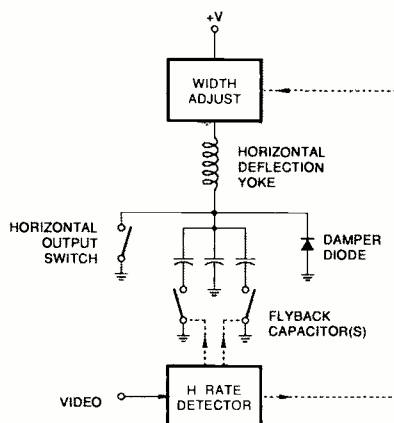 +V
WIDTH
ADJUST
HORIZONTAL
DEFLECTION
YOKE
HORIZONTAL
OUTPUT
SWITCH
DAMPER
DIODE
FLYBACK
CAPACITOR(S)
VIDEO
H RATE
DETECTOR